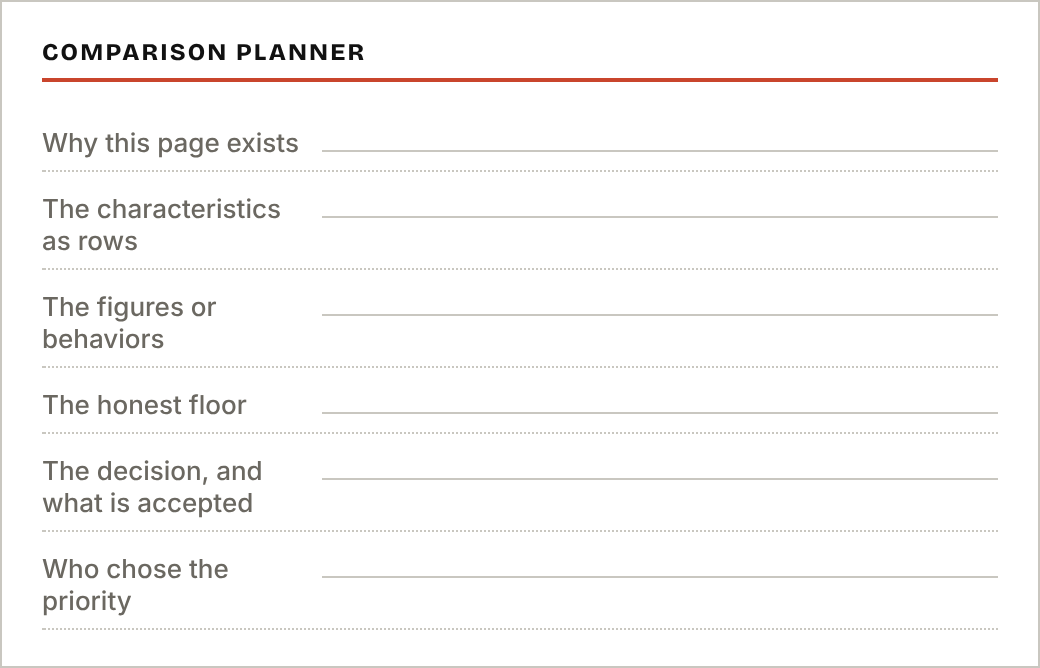 COMPARISON PLANNER
Why this page exists
The characteristics
as rows
The figures or
behaviors
The honest floor
The decision, and
what is accepted
Who chose the
priority